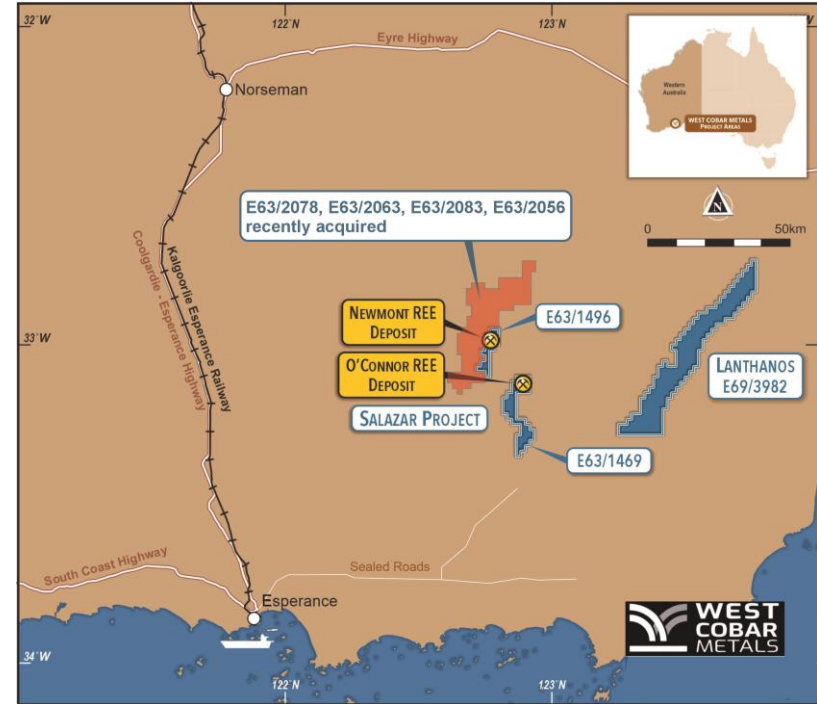 32°W
122°N
123°N
Eyre Highway
Norseman
Western
Australia
WEST COBAR METALS
PROJECT AREAS
N
0
50km
E63/2078, E63/2063, E63/2083, E63/2056
recently acquired
Coolgardie - Esperance Highway
Kalgoorlie Esperance Railway
NEWMONT REE
DEPOSIT
E63/1496
33°W
O'CONNOR REE
DEPOSIT
LANTHANOS
E69/3982
SALAZAR PROJECT
E63/1469
South Coast Highway
Sealed Roads
Esperance
WEST
COBAR
METALS
34°W
122°N
123°N